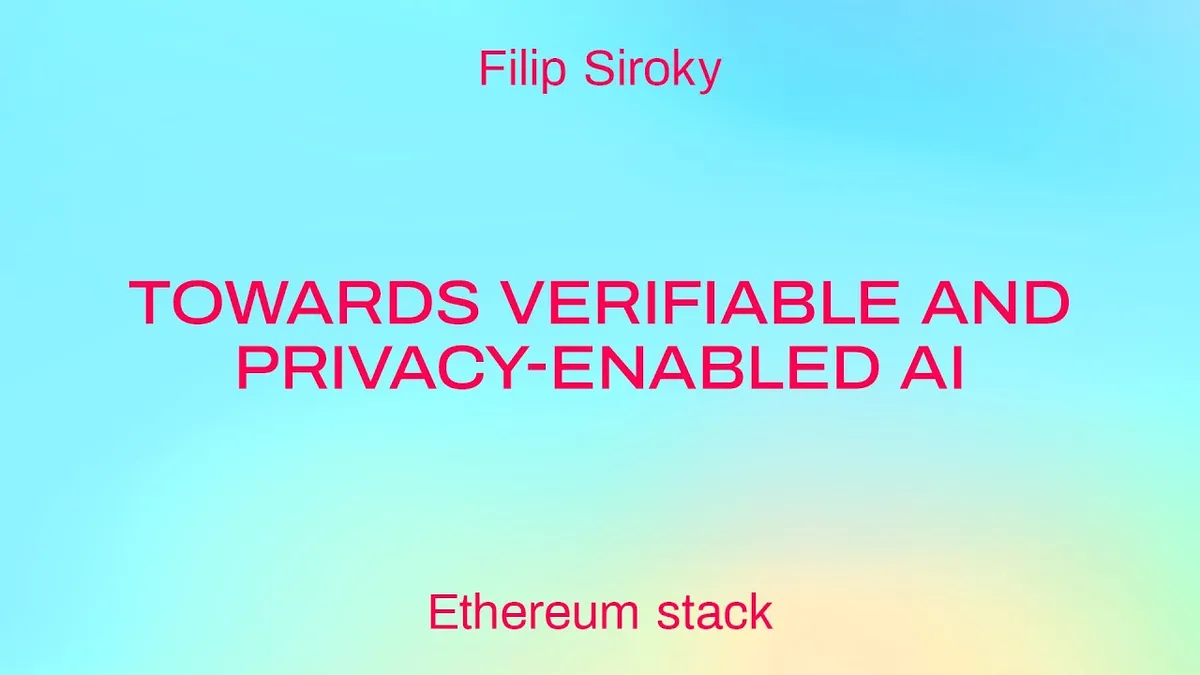 Filip Siroky
TOWARDS VERIFIABLE AND
PRIVACY-ENABLED AI
Ethereum stack